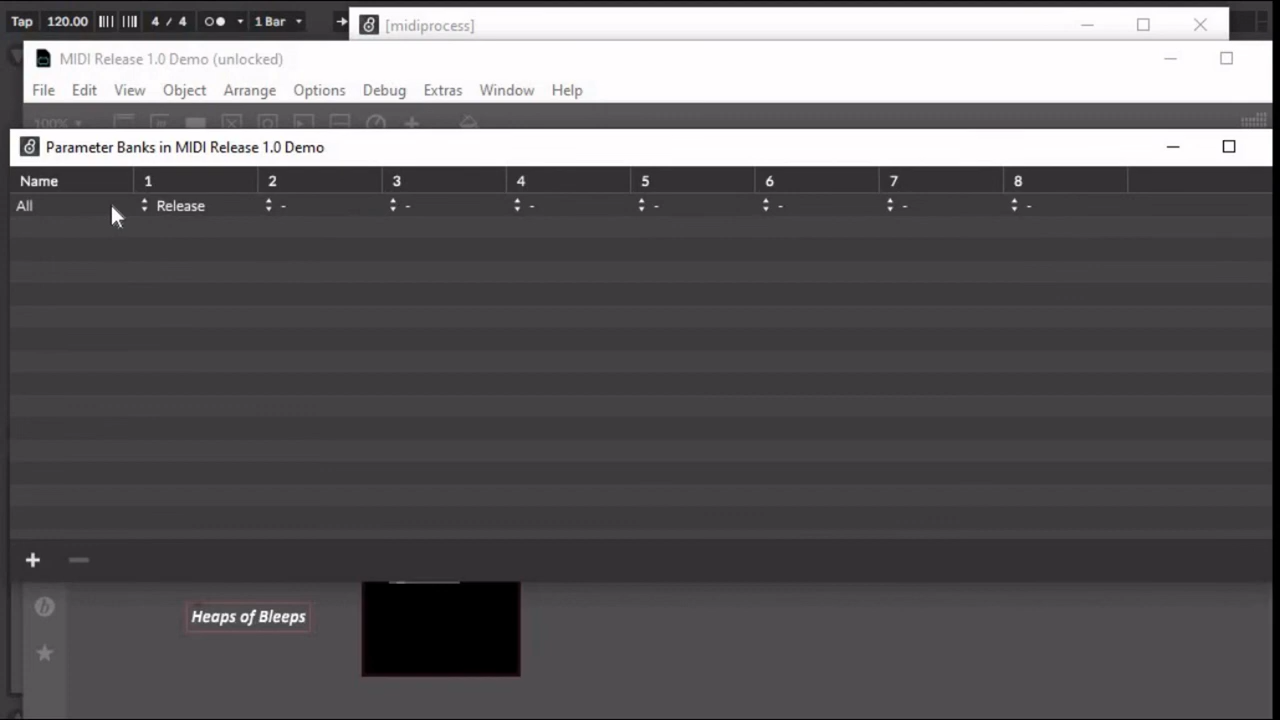 Tap 120.00 4 / 4 1 Bar
[midiprocess]
MIDI Release 1.0 Demo (unlocked)
File Edit View Object Arrange Options Debug Extras Window Help
100%
Parameter Banks in MIDI Release 1.0 Demo
Name 1 2 3 4 5 6 7 8
All Release - - - - - - -
Heaps of Bleeps